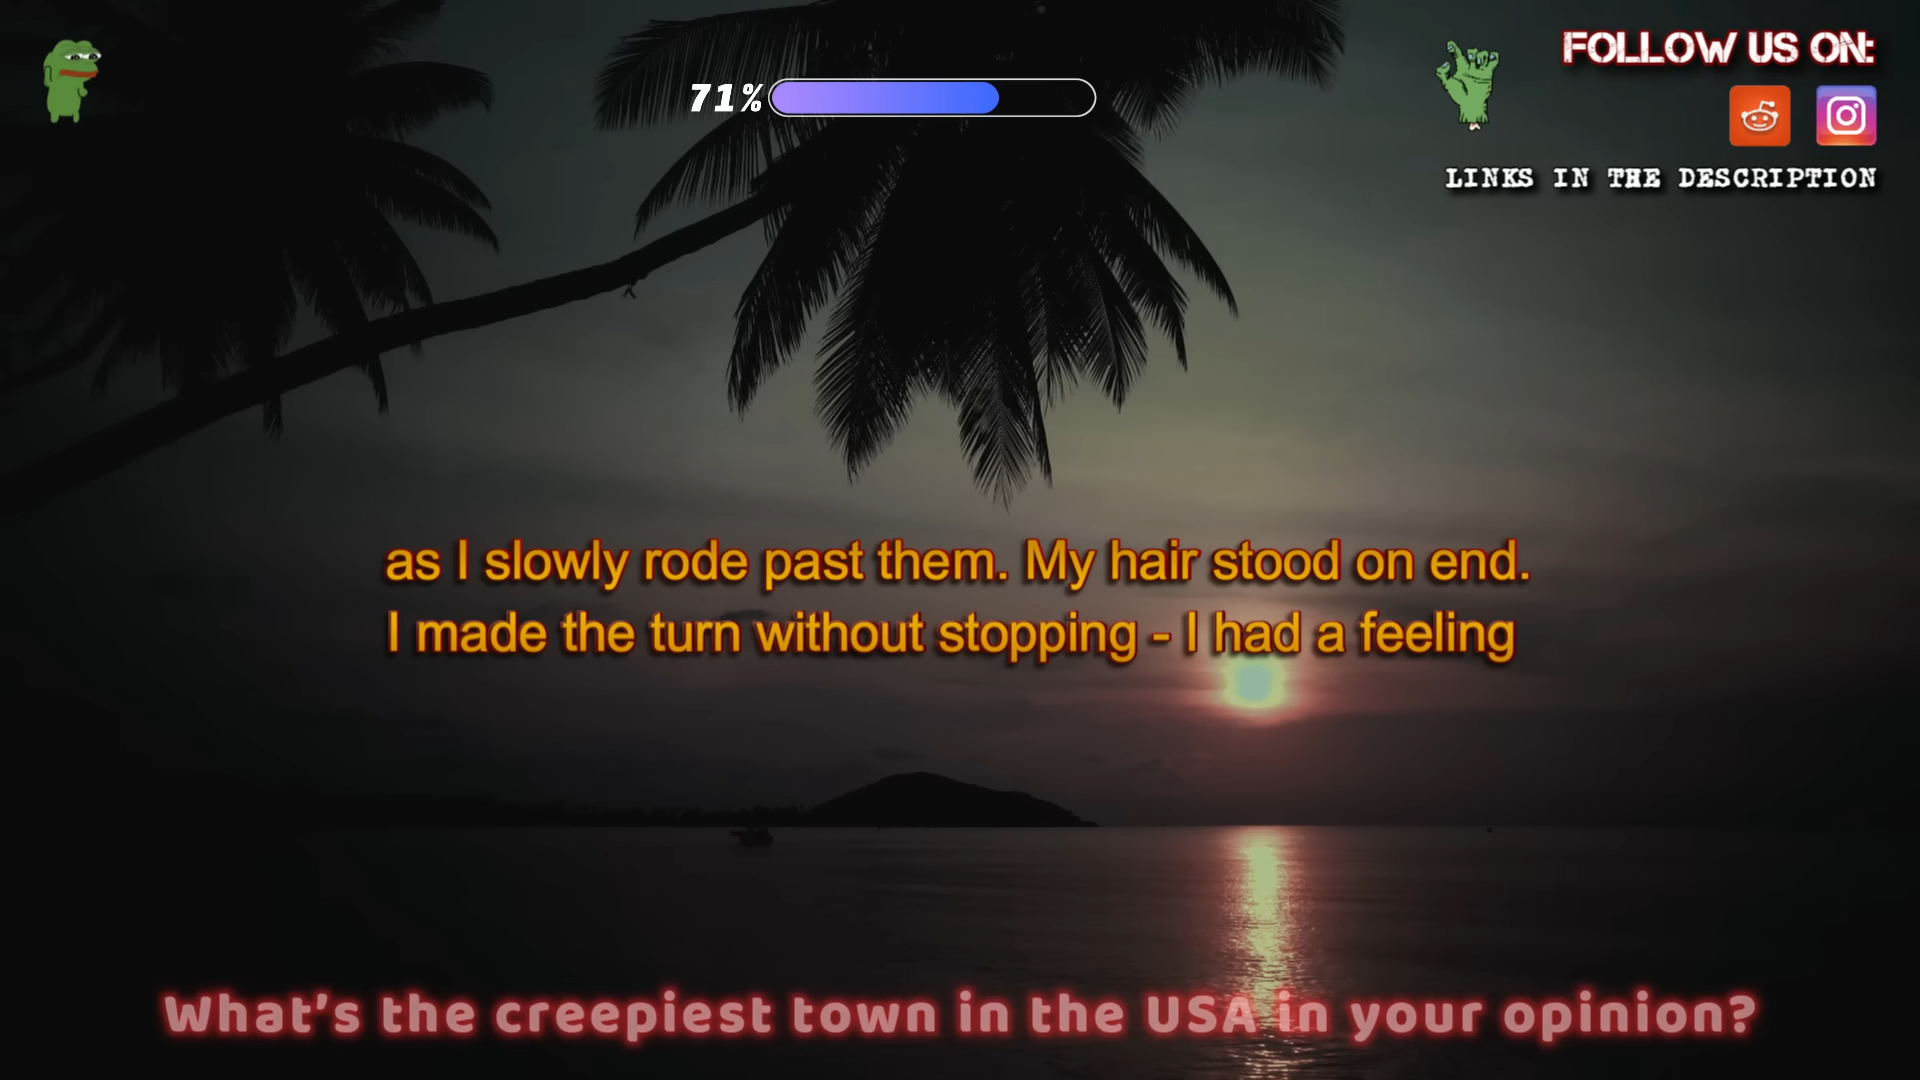 71%
FOLLOW US ON:
LINKS IN THE DESCRIPTION
as I slowly rode past them. My hair stood on end.
I made the turn without stopping - I had a feeling
What's the creepiest town in the USA in your opinion?